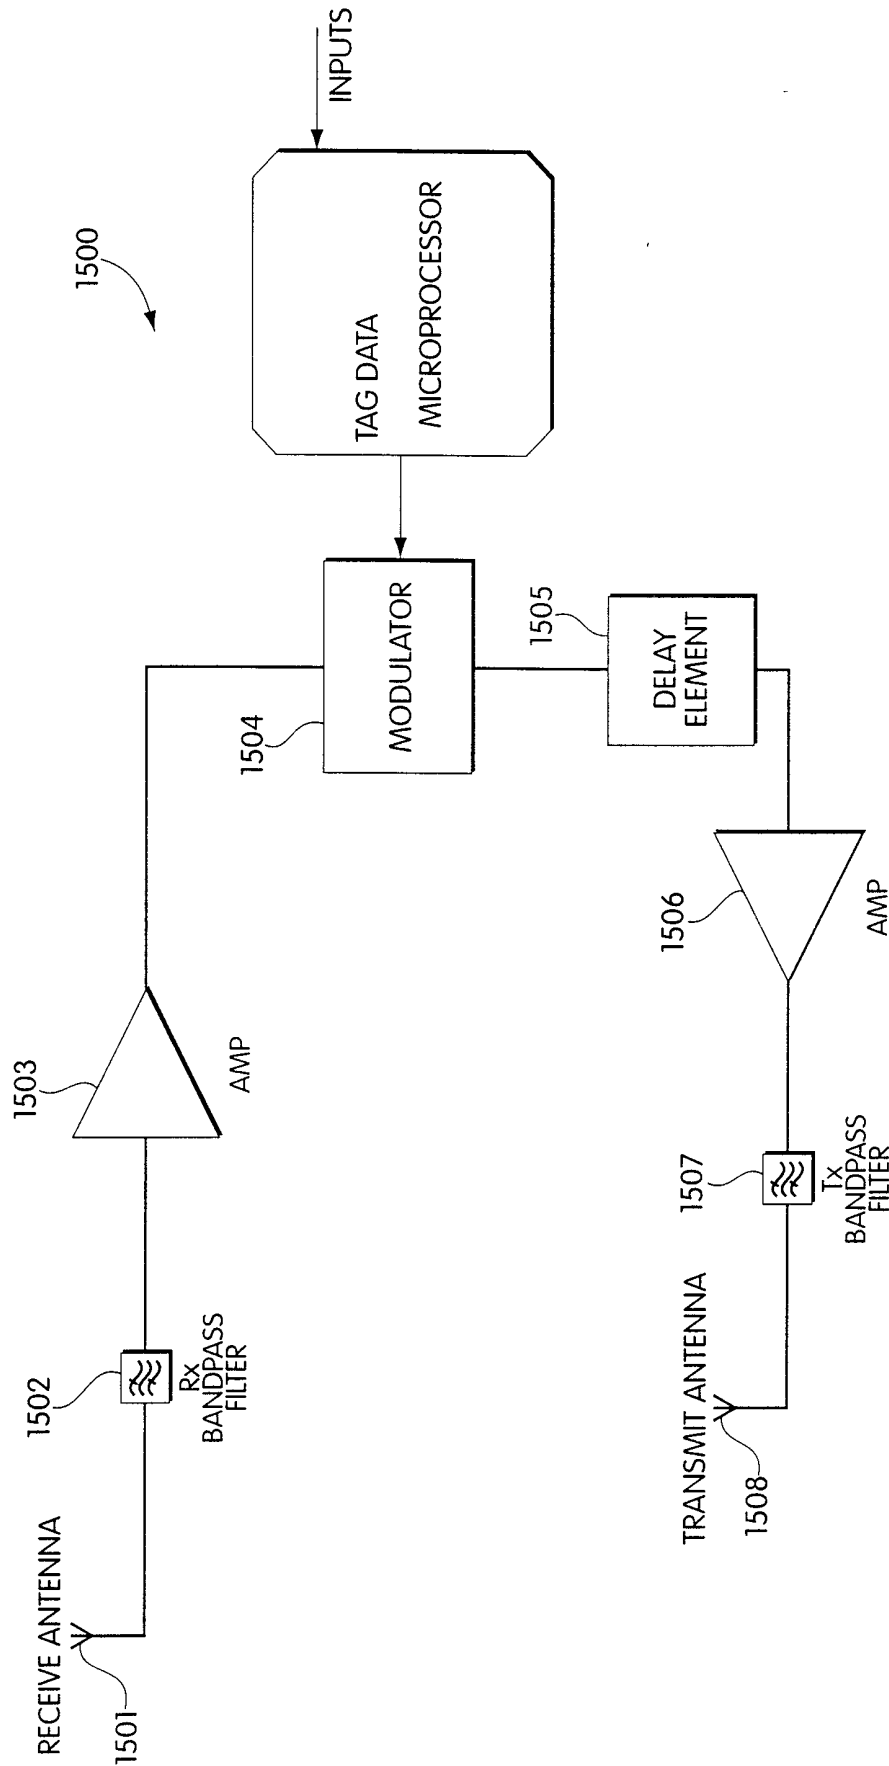 1500
INPUTS
TAG DATA
MICROPROCESSOR
RECEIVE ANTENNA
1501
1502
Rx
BANDPASS
FILTER
1503
AMP
1504
MODULATOR
1505
DELAY
ELEMENT
1506
AMP
1507
Tx
BANDPASS
FILTER
TRANSMIT ANTENNA
1508